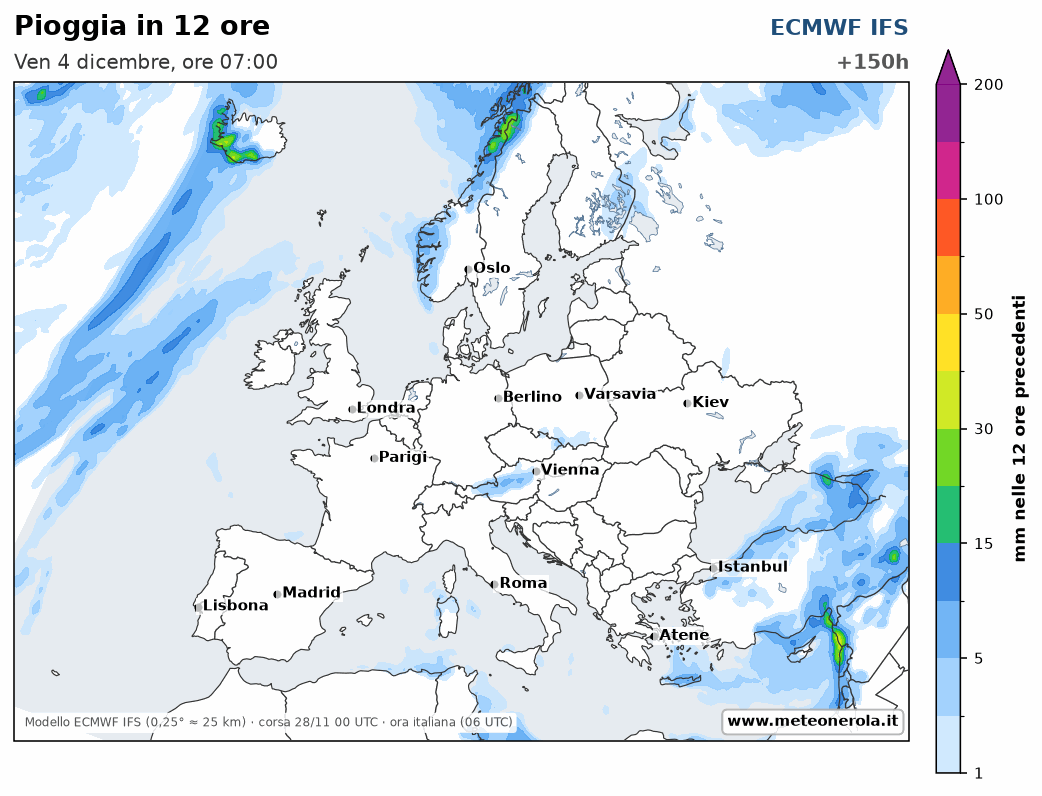 Pioggia in 12 ore
ECMWF IFS
Ven 4 dicembre, ore 07:00
+150h
200
100
50
30
15
5
1
mm nelle 12 ore precedenti
Oslo
Berlino
Varsavia
Kiev
Londra
Parigi
Vienna
Istanbul
Roma
Madrid
Lisbona
Atene
Modello ECMWF IFS (0,25° ≈ 25 km) · corsa 28/11 00 UTC · ora italiana (06 UTC)
www.meteonerola.it